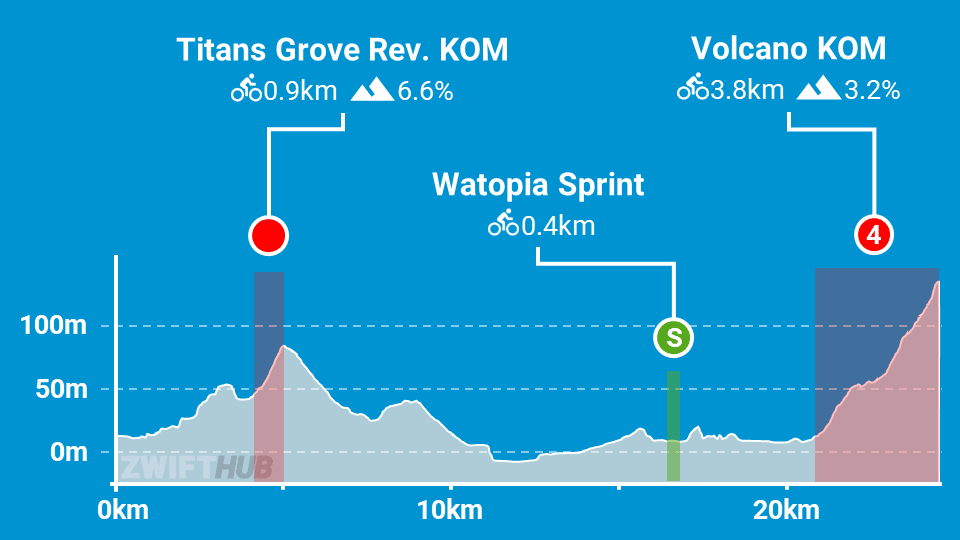 Titans Grove Rev. KOM
0.9km 6.6%
Volcano KOM
3.8km 3.2%
Watopia Sprint
0.4km
4
S
100m
50m
0m
ZWIFTHUB
0km
10km
20km